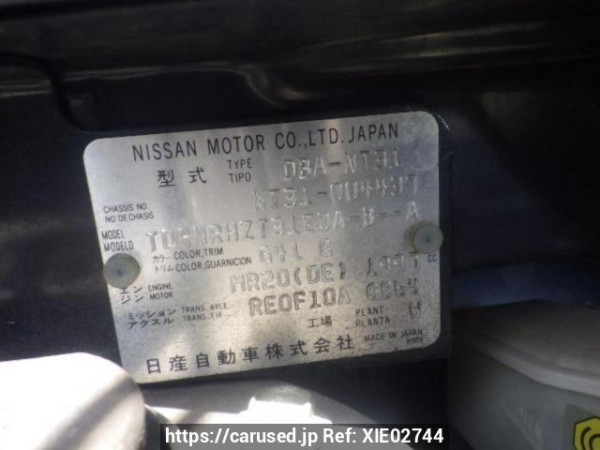 NISSAN MOTOR CO.,LTD.JAPAN
型式 TYPE TIPO DBA-NT31
CHASSIS NO.
NO DE CHASIS
MODEL
MODELO
カラー COLOR,TRIM
トリム COLOR,GUARNICION G41 G
エンジン ENGINE MOTOR MR20(DE) 1997 CC
ミッション TRANS.
アクスル TRANS. RE0F10A
工場 PLANT PLANTA
日産自動車株式会社 MADE IN JAPAN
https://carused.jp Ref: XIE02744